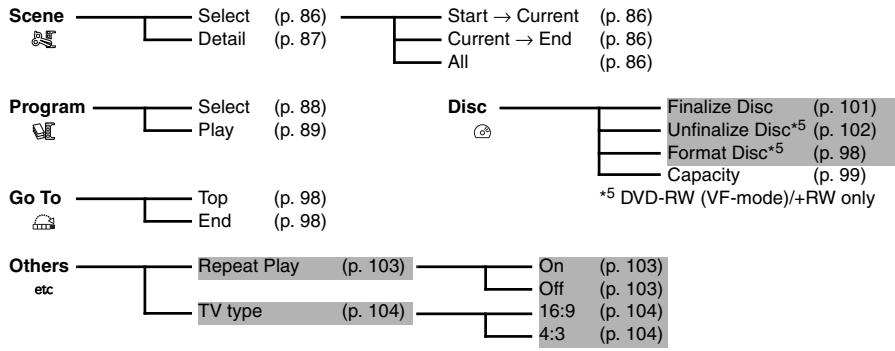 Scene Select (p. 86) Start → Current (p. 86)
Detail (p. 87) Current → End (p. 86)
All (p. 86)
Program Select (p. 88) Disc Finalize Disc (p. 101)
Play (p. 89) Unfinalize Disc*5 (p. 102)
Format Disc*5 (p. 98)
Capacity (p. 99)
Go To Top (p. 98) *5 DVD-RW (VF-mode)/+RW only
End (p. 98)
Others Repeat Play (p. 103) On (p. 103)
etc Off (p. 103)
TV type (p. 104) 16:9 (p. 104)
4:3 (p. 104)